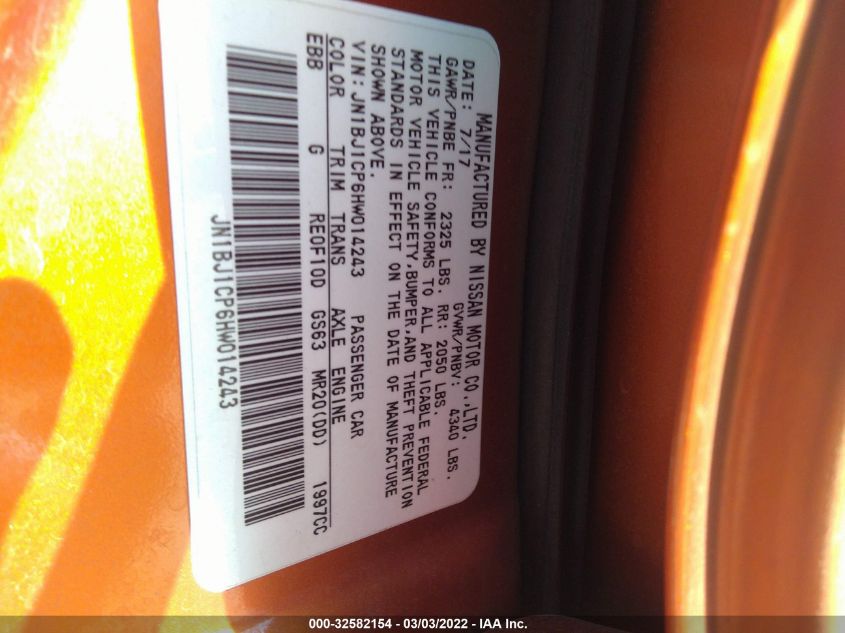 MANUFACTURED BY NISSAN MOTOR CO.,LTD.
DATE: 7/17 GVWR/PNBV: 4340 LBS.
GAWR/PNBE FR: 2325 LBS. RR: 2050 LBS.
THIS VEHICLE CONFORMS TO ALL APPLICABLE FEDERAL
MOTOR VEHICLE SAFETY,BUMPER,AND THEFT PREVENTION
STANDARDS IN EFFECT ON THE DATE OF MANUFACTURE
SHOWN ABOVE.
VIN:JN1BJ1CP6HW014243 PASSENGER CAR
COLOR TRIM TRANS AXLE ENGINE
EBB G RE0F10D GS63 MR20(DD) 1997CC
JN1BJ1CP6HW014243
000-32582154 - 03/03/2022 - IAA Inc.